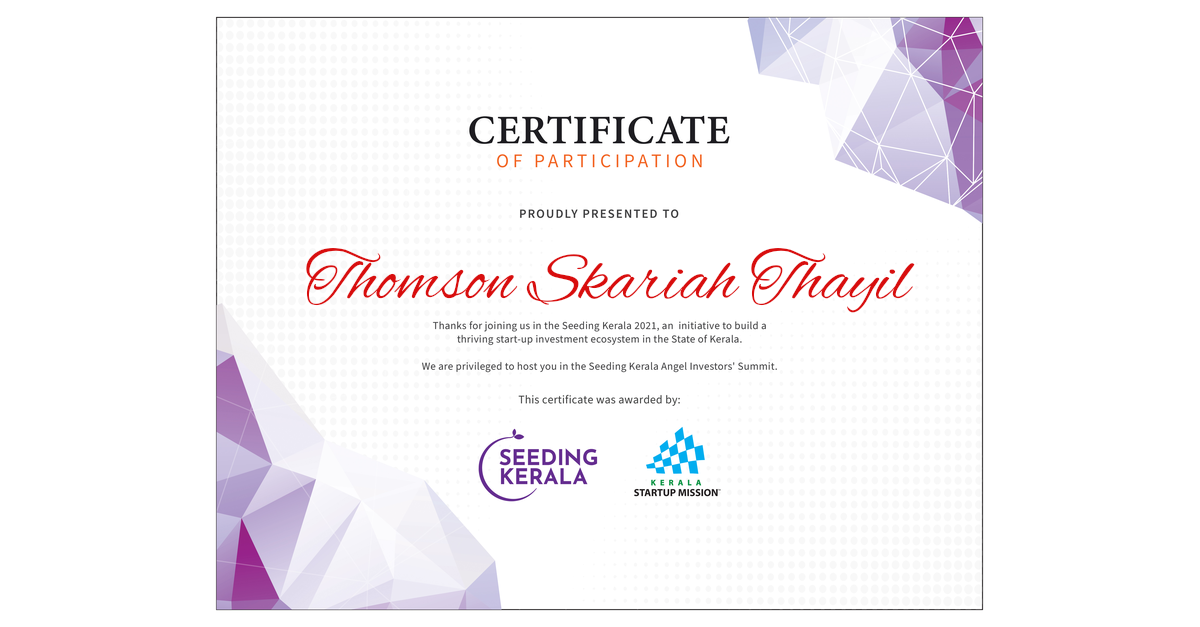 CERTIFICATE
OF PARTICIPATION
PROUDLY PRESENTED TO
Thomson Skariah Thayil
Thanks for joining us in the Seeding Kerala 2021, an initiative to build a
thriving start-up investment ecosystem in the State of Kerala.
We are privileged to host you in the Seeding Kerala Angel Investors' Summit.
This certificate was awarded by:
SEEDING
KERALA
KERALA
STARTUP MISSION